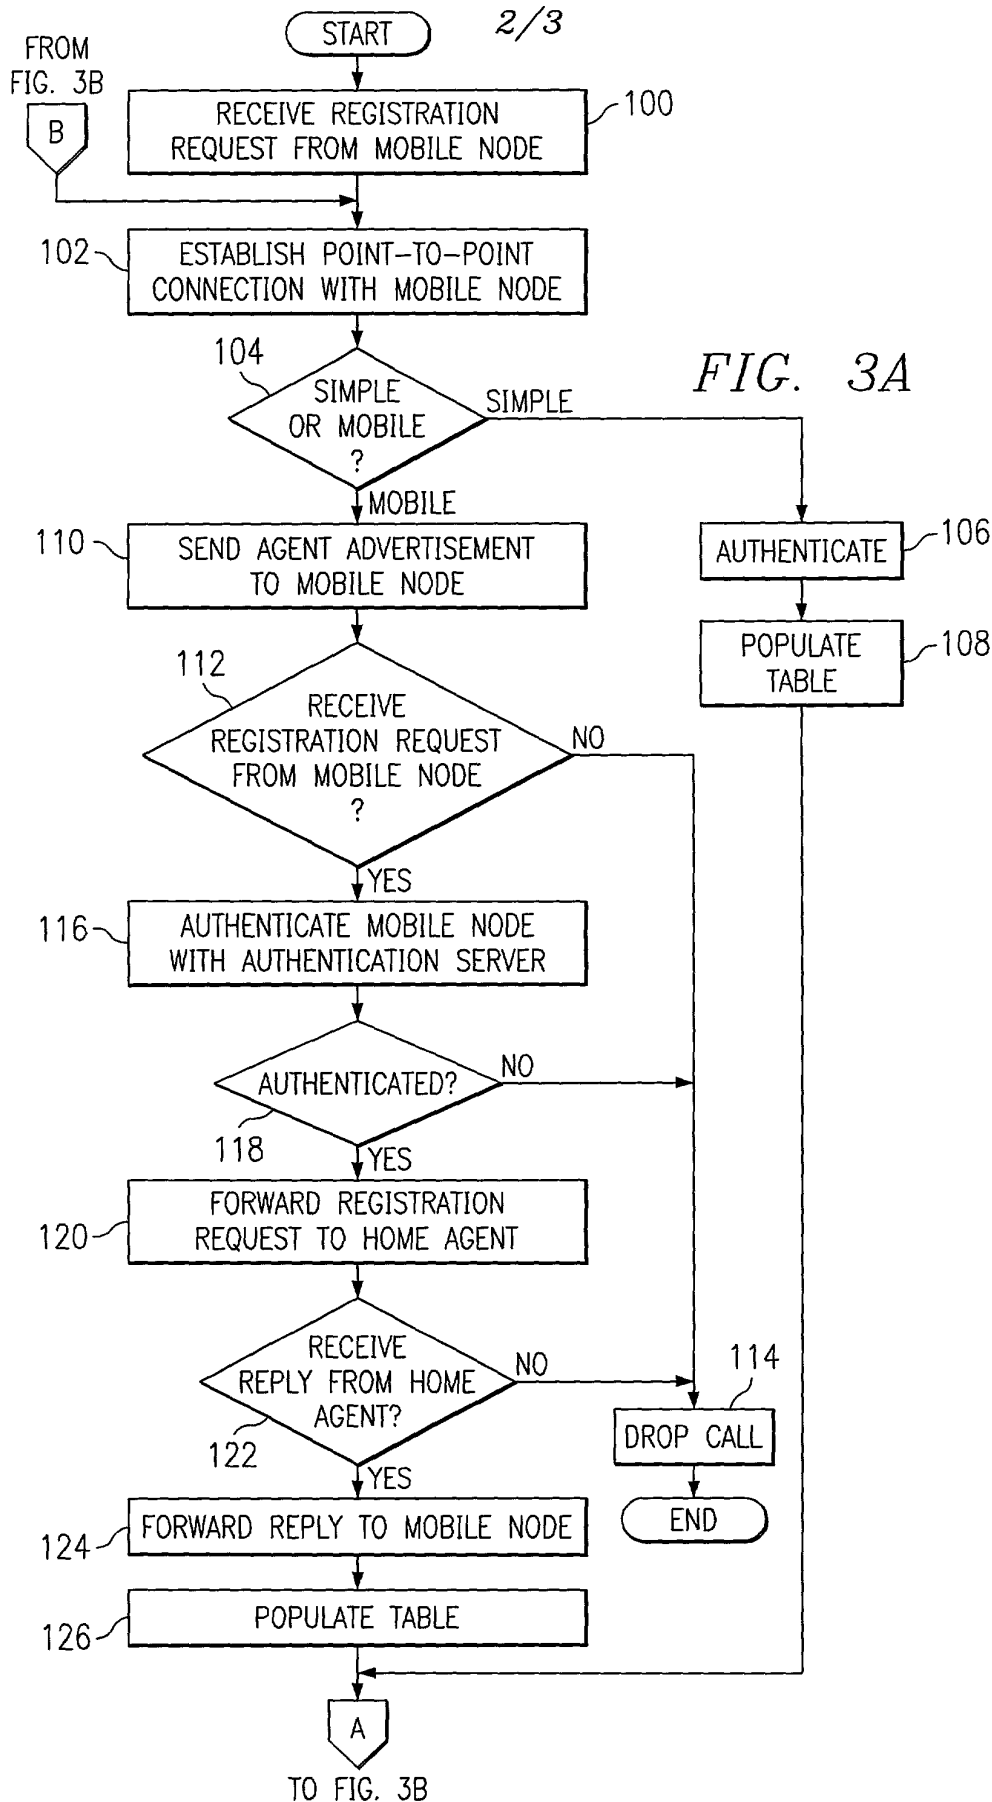 2/3
START
FROM
FIG. 3B
B
RECEIVE REGISTRATION
REQUEST FROM MOBILE NODE
100
102
ESTABLISH POINT-TO-POINT
CONNECTION WITH MOBILE NODE
FIG. 3A
104
SIMPLE
OR MOBILE
?
SIMPLE
MOBILE
110
SEND AGENT ADVERTISEMENT
TO MOBILE NODE
AUTHENTICATE
106
POPULATE
TABLE
108
112
RECEIVE
REGISTRATION REQUEST
FROM MOBILE NODE
?
NO
YES
116
AUTHENTICATE MOBILE NODE
WITH AUTHENTICATION SERVER
AUTHENTICATED?
NO
118
YES
120
FORWARD REGISTRATION
REQUEST TO HOME AGENT
RECEIVE
REPLY FROM HOME
AGENT?
NO
122
YES
114
DROP CALL
END
124
FORWARD REPLY TO MOBILE NODE
126
POPULATE TABLE
A
TO FIG. 3B